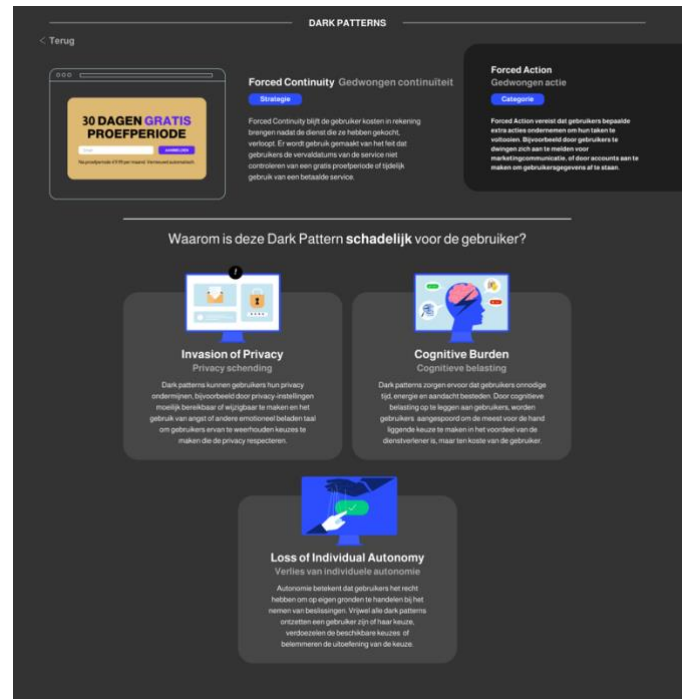 DARK PATTERNS
< Terug
30 DAGEN GRATIS
PROEFPERIODE
Email
AANMELDEN
Na proefperiode €9.99 per maand. Vernieuwd automatisch.
Forced Continuity Gedwongen continuïteit
Strategie
Forced Continuity blijft de gebruiker kosten in rekening
brengen nadat de dienst die ze hebben gekocht,
verloopt. Er wordt gebruik gemaakt van het feit dat
gebruikers de vervaldatums van de service niet
controleren van een gratis proefperiode of tijdelijk
gebruik van een betaalde service.
Forced Action
Gedwongen actie
Categorie
Forced Action vereist dat gebruikers bepaalde
extra acties ondernemen om hun taken te
voltooien. Bijvoorbeeld door gebruikers te
dwingen zich aan te melden voor
marketingcommunicatie, of door accounts aan te
maken om gebruikersgegevens af te staan.
Waarom is deze Dark Pattern schadelijk voor de gebruiker?
!
Invasion of Privacy
Privacy schending
Dark patterns kunnen gebruikers hun privacy
ondermijnen, bijvoorbeeld door privacy-instellingen
moeilijk bereikbaar of wijzigbaar te maken en het
gebruik van angst of andere emotioneel beladen taal
om gebruikers ervan te weerhouden keuzes te
maken die de privacy respecteren.
Cognitive Burden
Cognitieve belasting
Dark patterns zorgen ervoor dat gebruikers onnodige
tijd, energie en aandacht besteden. Door cognitieve
belasting op te leggen aan gebruikers, worden
gebruikers aangespoord om de meest voor de hand
liggende keuze te maken in het voordeel van de
dienstverlener is, maar ten koste van de gebruiker.
Loss of Individual Autonomy
Verlies van individuele autonomie
Autonomie betekent dat gebruikers het recht
hebben om op eigen gronden te handelen bij het
nemen van beslissingen. Vrijwel alle dark patterns
ontzetten een gebruiker zijn of haar keuze,
verdoezelen de beschikbare keuzes of
belemmeren de uitoefening van de keuze.